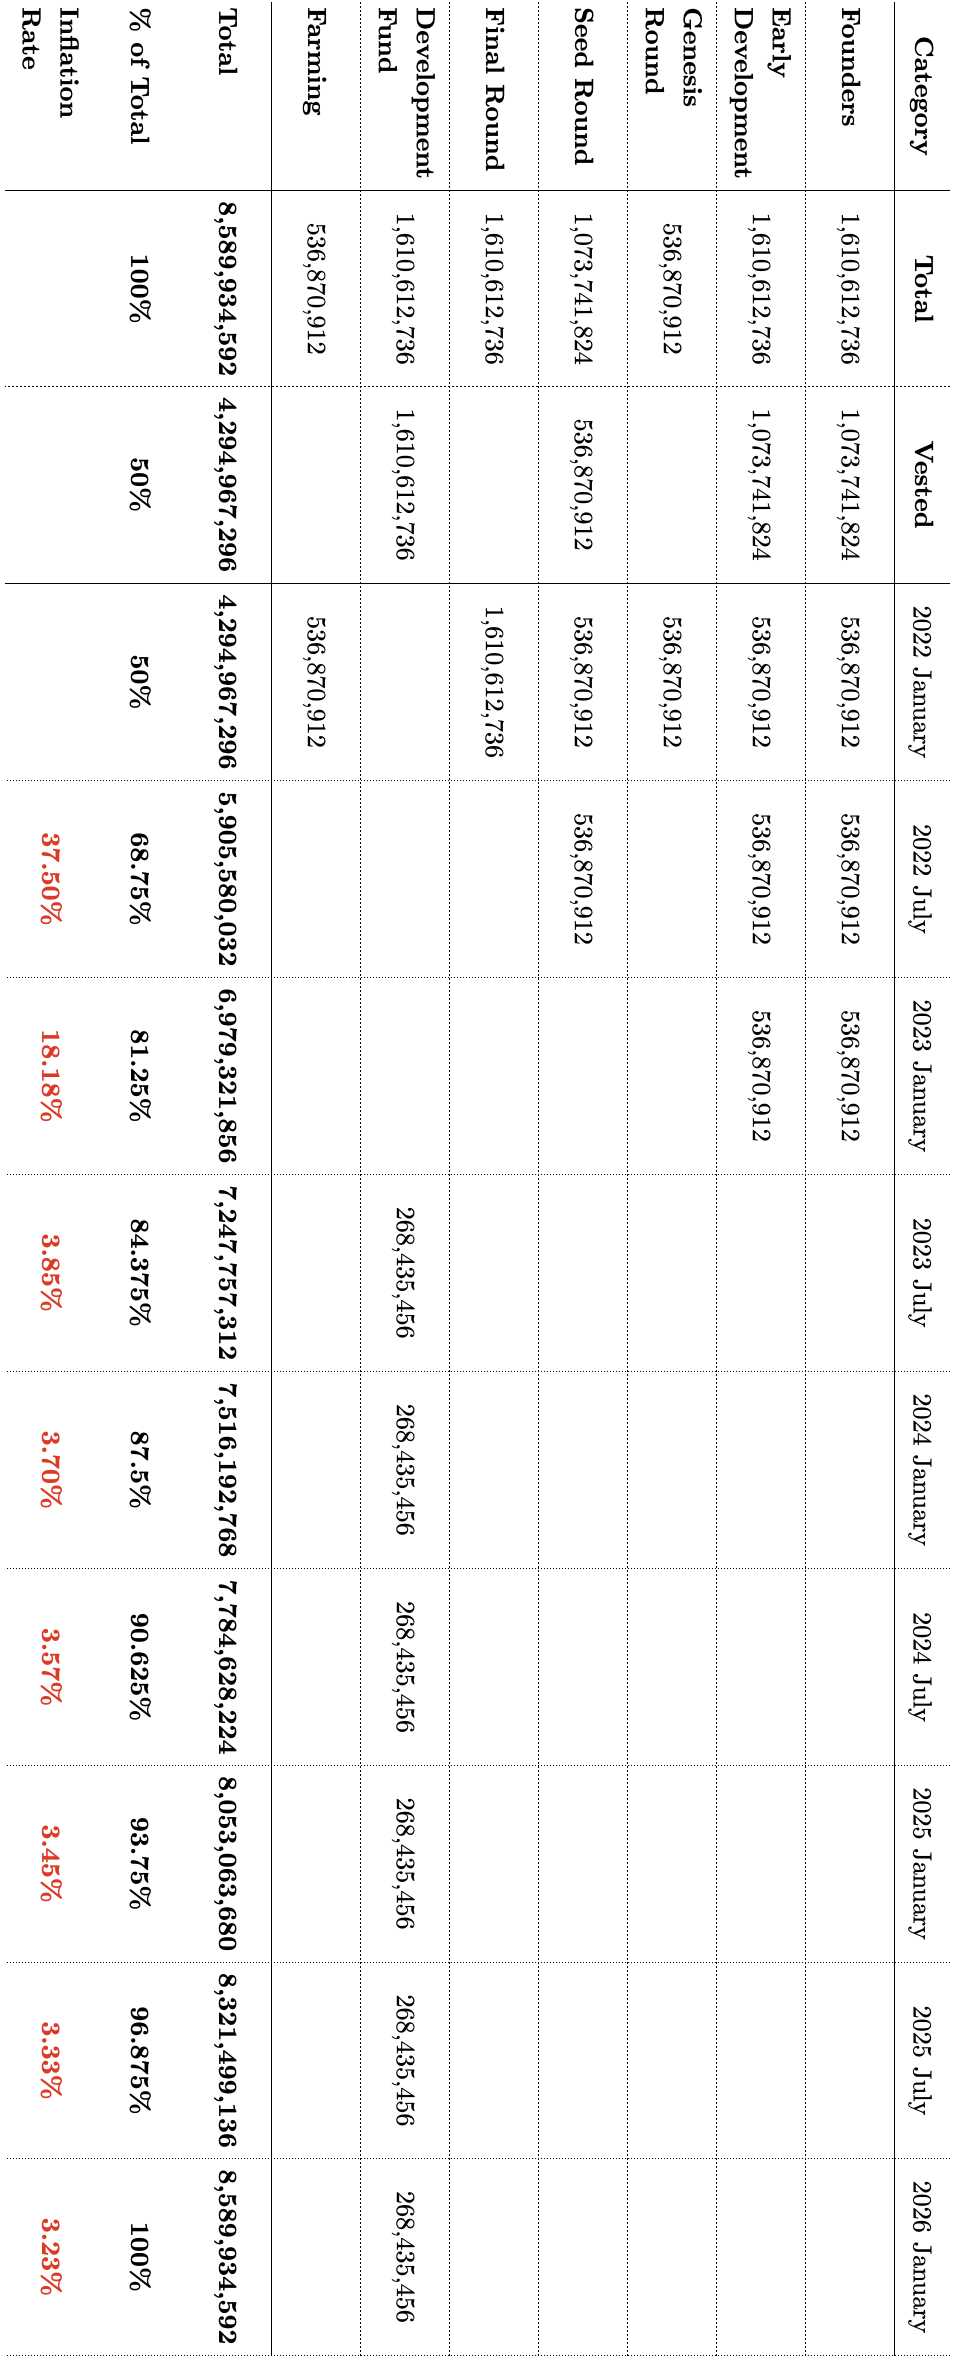 Category Total Vested 2022 January 2022 July 2023 January 2023 July 2024 January 2024 July 2025 January 2025 July 2026 January
Founders 1,610,612,736 1,073,741,824 536,870,912 536,870,912 536,870,912
Early
Development 1,610,612,736 1,073,741,824 536,870,912 536,870,912 536,870,912
Genesis
Round 536,870,912 536,870,912
Seed Round 1,073,741,824 536,870,912 536,870,912 536,870,912
Final Round 1,610,612,736 1,610,612,736
Development
Fund 1,610,612,736 1,610,612,736 268,435,456 268,435,456 268,435,456 268,435,456 268,435,456 268,435,456
Farming 536,870,912 536,870,912
Total 8,589,934,592 4,294,967,296 4,294,967,296 5,905,580,032 6,979,321,856 7,247,757,312 7,516,192,768 7,784,628,224 8,053,063,680 8,321,499,136 8,589,934,592
% of Total 100% 50% 50% 68.75% 81.25% 84.375% 87.5% 90.625% 93.75% 96.875% 100%
Inflation
Rate 37.50% 18.18% 3.85% 3.70% 3.57% 3.45% 3.33% 3.23%